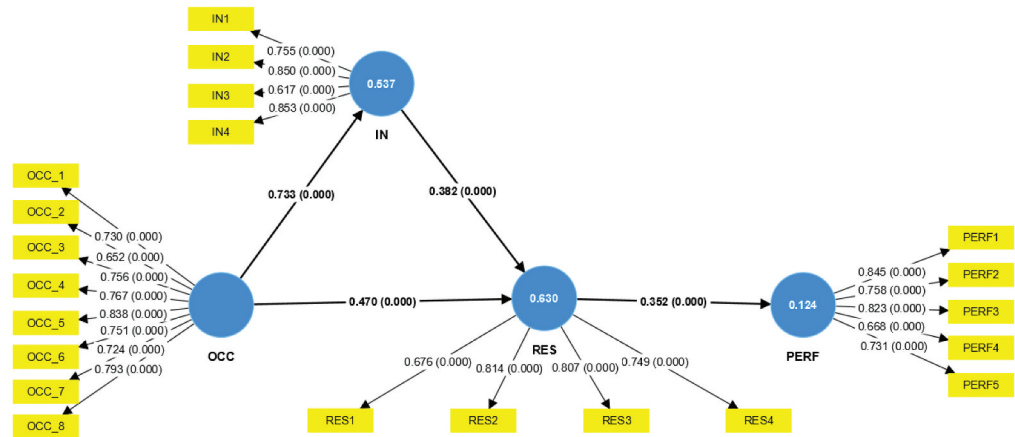 IN1
IN2
IN3
IN4
0.755 (0.000)
0.850 (0.000)
0.617 (0.000)
0.853 (0.000)
0.537
IN
0.733 (0.000)
0.382 (0.000)
OCC_1
OCC_2
OCC_3
OCC_4
OCC_5
OCC_6
OCC_7
OCC_8
0.730 (0.000)
0.652 (0.000)
0.756 (0.000)
0.767 (0.000)
0.838 (0.000)
0.751 (0.000)
0.724 (0.000)
0.793 (0.000)
OCC
0.470 (0.000)
0.630
RES
0.352 (0.000)
0.124
PERF
0.845 (0.000)
0.758 (0.000)
0.823 (0.000)
0.668 (0.000)
0.731 (0.000)
PERF1
PERF2
PERF3
PERF4
PERF5
0.676 (0.000)
0.814 (0.000)
0.807 (0.000)
0.749 (0.000)
RES1
RES2
RES3
RES4